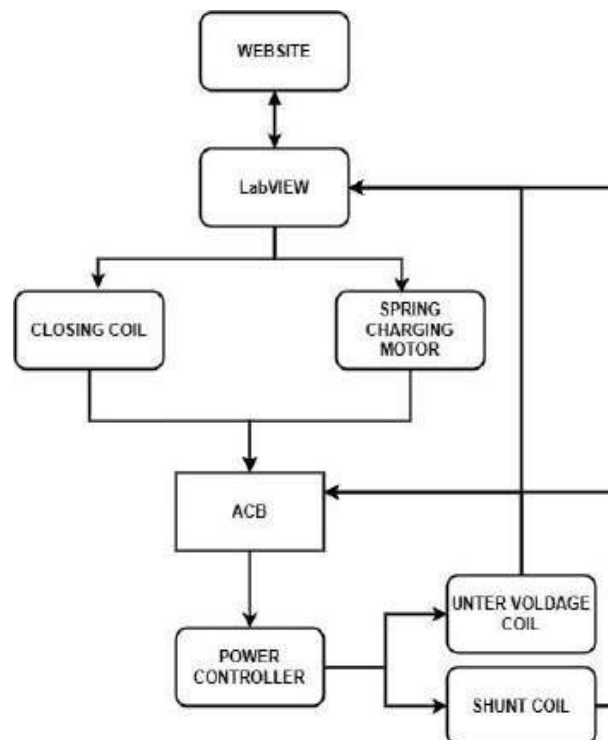 WEBSITE
LabVIEW
CLOSING COIL
SPRING
CHARGING
MOTOR
ACB
UNTER VOLDAGE
COIL
POWER
CONTROLLER
SHUNT COIL